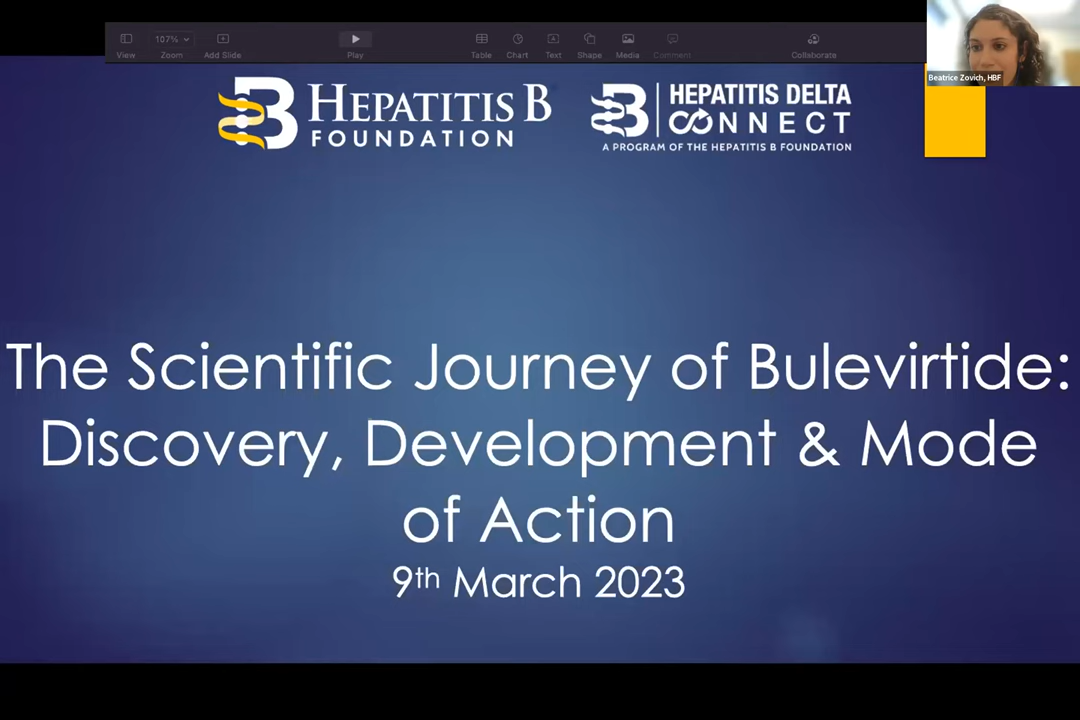 107%
View
Zoom
Add Slide
Play
Table
Chart
Text
Shape
Media
Comment
Collaborate
Beatrice Zovich, HBF
HEPATITIS B
FOUNDATION
HEPATITIS DELTA
CONNECT
A PROGRAM OF THE HEPATITIS B FOUNDATION
The Scientific Journey of Bulevirtide:
Discovery, Development & Mode
of Action
9th March 2023